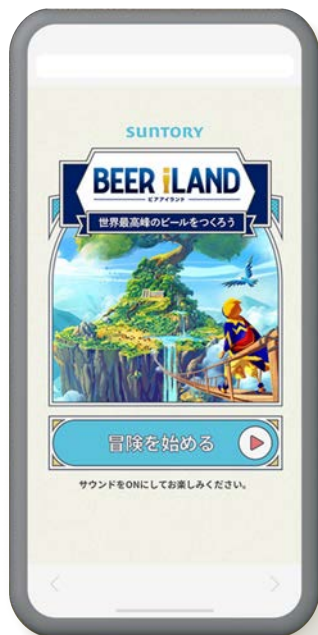 SUNTORY
BEER iLAND
ビアアイランド
世界最高峰のビールをつくろう
冒険を始める
サウンドをONにしてお楽しみください。